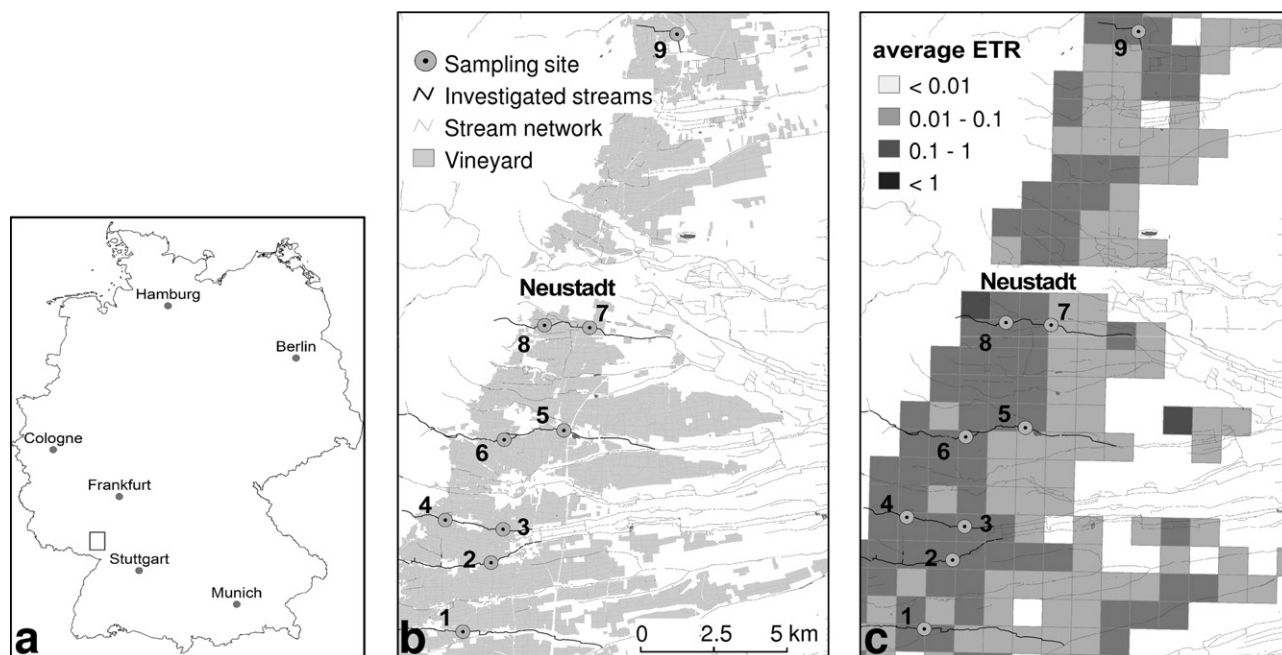 Hamburg
Berlin
Cologne
Frankfurt
Stuttgart
Munich
a
9
Sampling site
Investigated streams
Stream network
Vineyard
Neustadt
7
8
5
6
4
3
2
1
0 2.5 5 km
b
average ETR
9
< 0.01
0.01 - 0.1
0.1 - 1
< 1
Neustadt
7
8
5
6
4
3
2
1
c